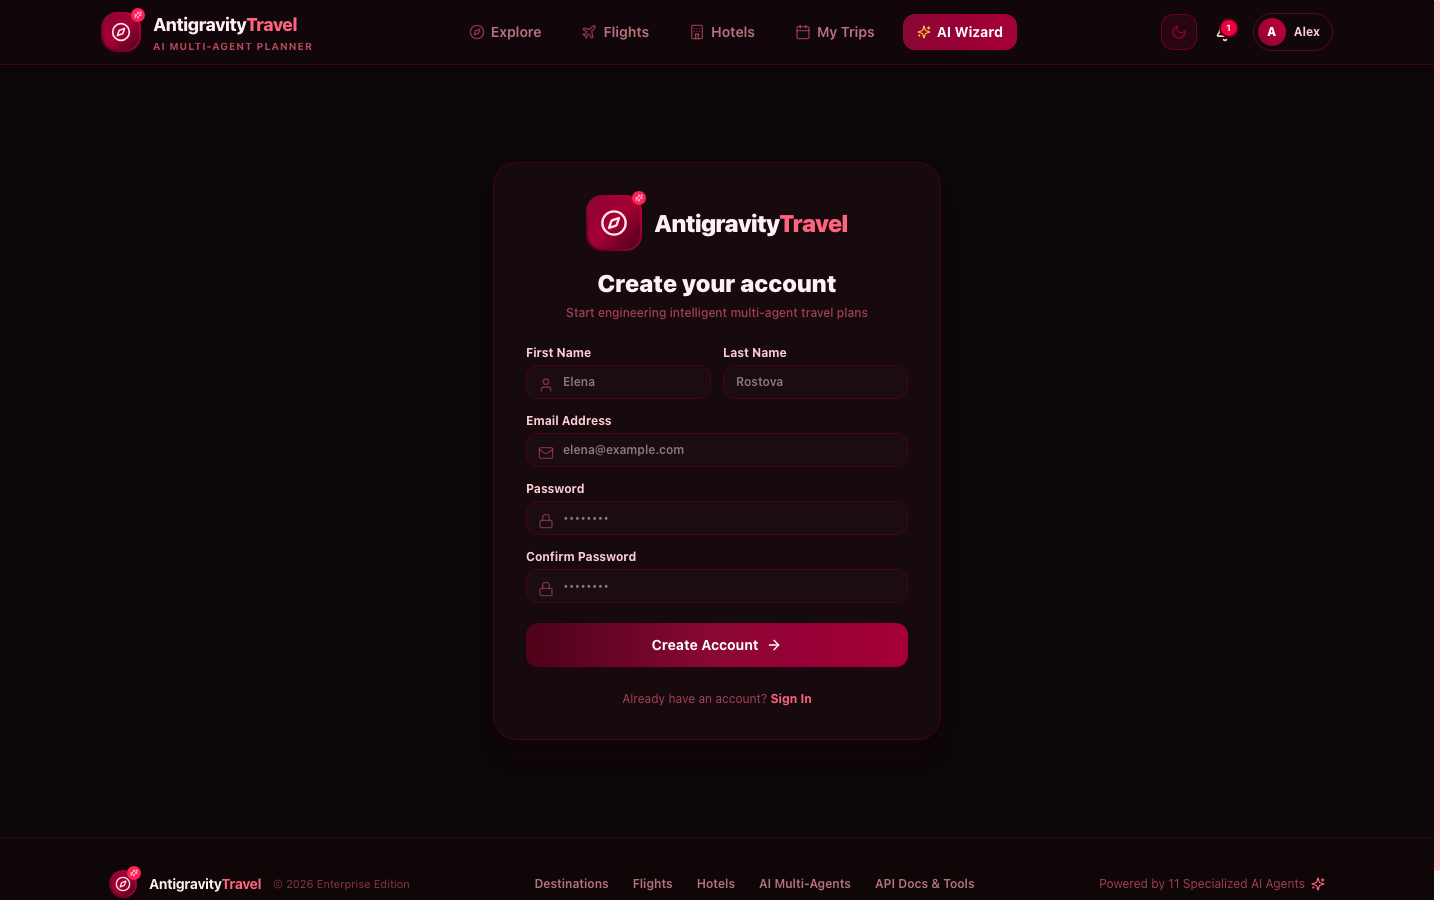 AntigravityTravel
AI MULTI-AGENT PLANNER
Explore
Flights
Hotels
My Trips
AI Wizard
1
A
Alex
AntigravityTravel
Create your account
Start engineering intelligent multi-agent travel plans
First Name
Last Name
Elena
Rostova
Email Address
elena@example.com
Password
••••••••
Confirm Password
••••••••
Create Account →
Already have an account? Sign In
AntigravityTravel © 2026 Enterprise Edition
Destinations
Flights
Hotels
AI Multi-Agents
API Docs & Tools
Powered by 11 Specialized AI Agents